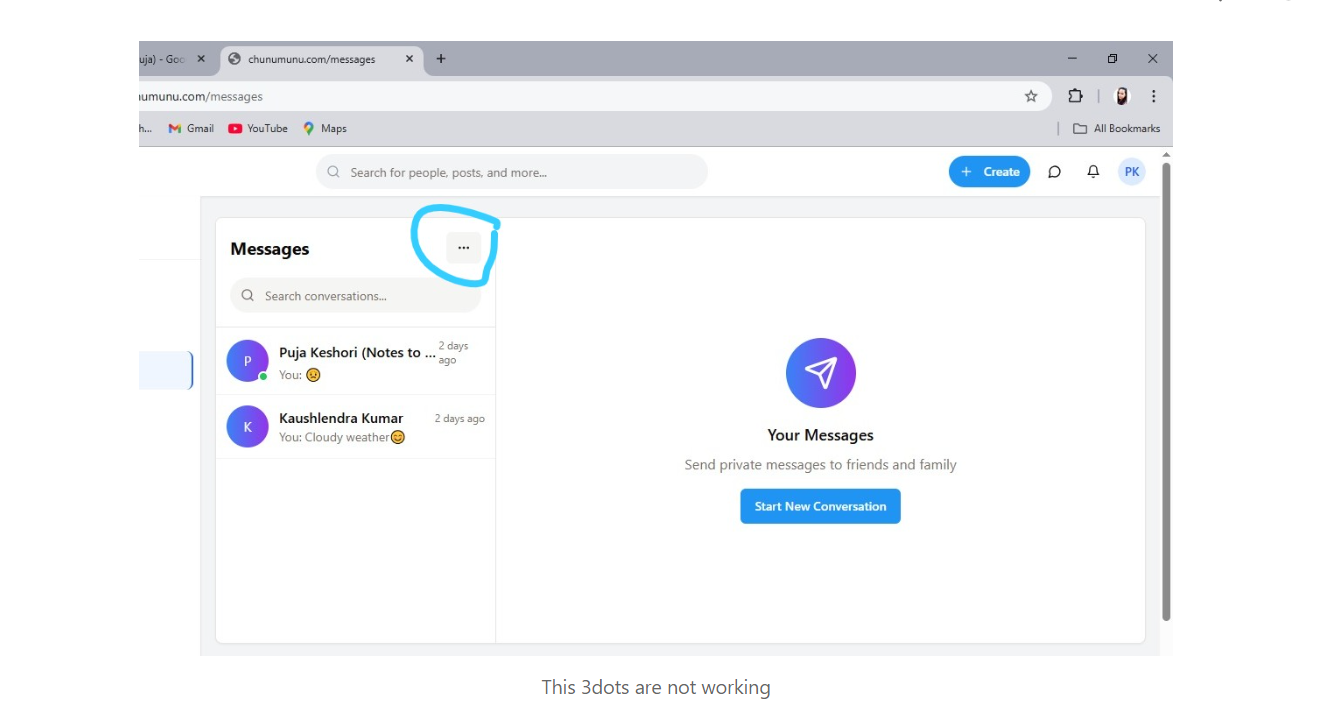 uja) - Goo
chunumunu.com/messages
umunu.com/messages
h...
Gmail
YouTube
Maps
All Bookmarks
Search for people, posts, and more...
+ Create
PK
Messages
...
Search conversations...
P
Puja Keshori (Notes to ...
2 days
ago
You: 😟
K
Kaushlendra Kumar
2 days ago
You: Cloudy weather😊
Your Messages
Send private messages to friends and family
Start New Conversation
This 3dots are not working